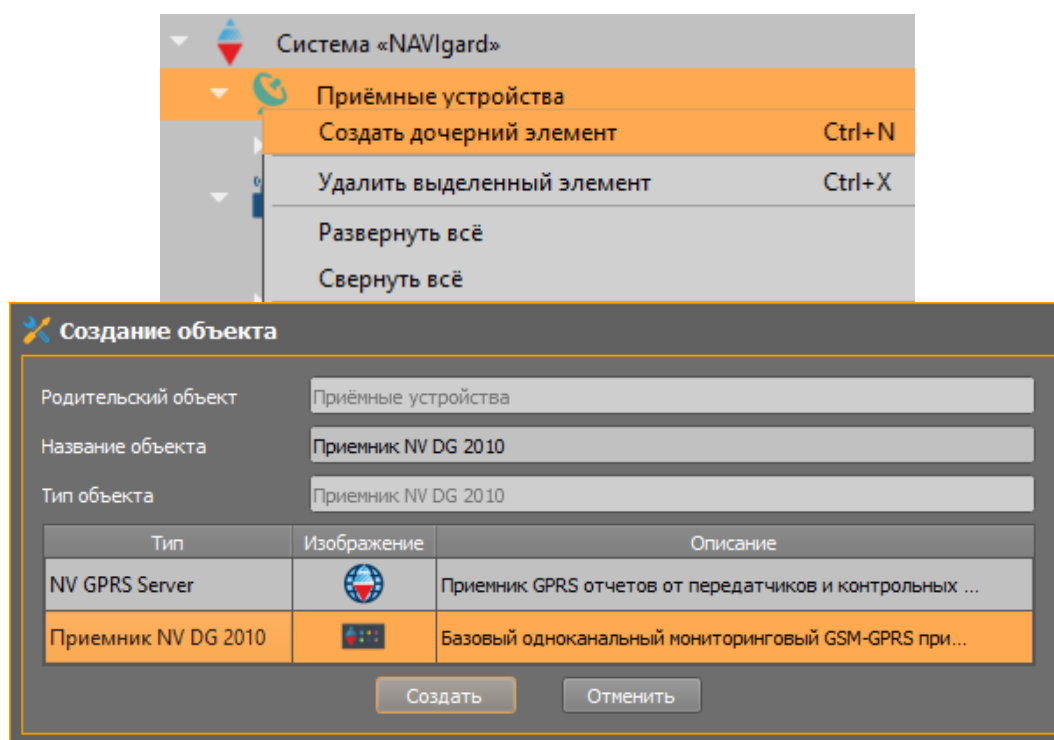 Система «NAVIgard»
Приёмные устройства
Создать дочерний элемент Ctrl+N
Удалить выделенный элемент Ctrl+X
Развернуть всё
Свернуть всё
Создание объекта
Родительский объект Приёмные устройства
Название объекта Приемник NV DG 2010
Тип объекта Приемник NV DG 2010
Тип Изображение Описание
NV GPRS Server Приемник GPRS отчетов от передатчиков и контрольных ...
Приемник NV DG 2010 Базовый одноканальный мониторинговый GSM-GPRS при...
Создать Отменить